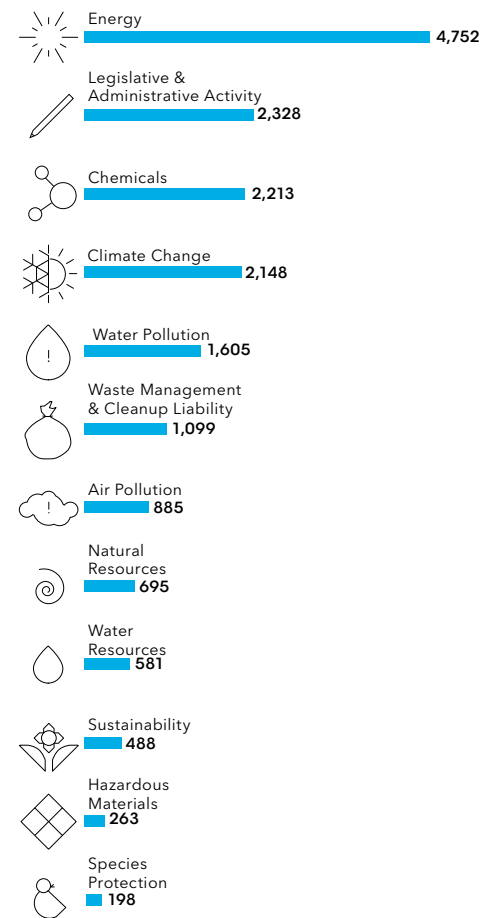 Energy
4,752
Legislative &
Administrative Activity
2,328
Chemicals
2,213
Climate Change
2,148
Water Pollution
!
1,605
Waste Management
& Cleanup Liability
1,099
Air Pollution
!
885
Natural
Resources
695
Water
Resources
581
Sustainability
488
Hazardous
Materials
263
Species
Protection
198